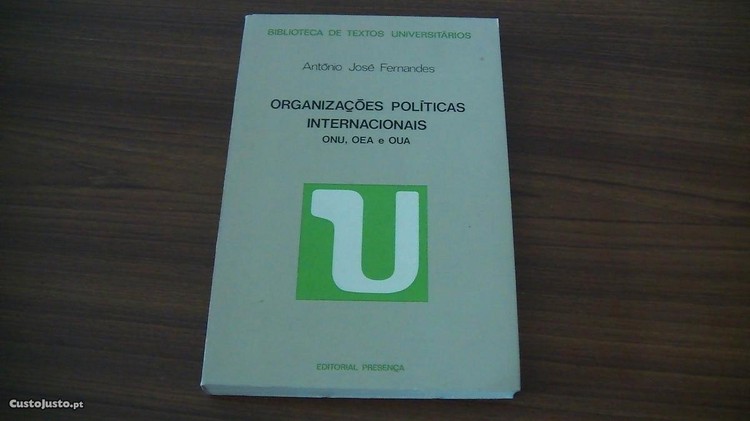 BIBLIOTECA DE TEXTOS UNIVERSITÁRIOS
António José Fernandes
ORGANIZAÇÕES POLÍTICAS
INTERNACIONAIS
ONU, OEA e OUA
U
EDITORIAL PRESENÇA
CustoJusto.pt